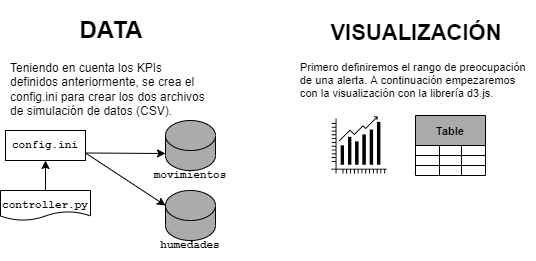 DATA
Teniendo en cuenta los KPIs
definidos anteriormente, se crea el
config.ini para crear los dos archivos
de simulación de datos (CSV).
config.ini
movimientos
controller.py
humedades
VISUALIZACIÓN
Primero definiremos el rango de preocupación
de una alerta. A continuación empezaremos
con la visualización con la librería d3.js.
Table